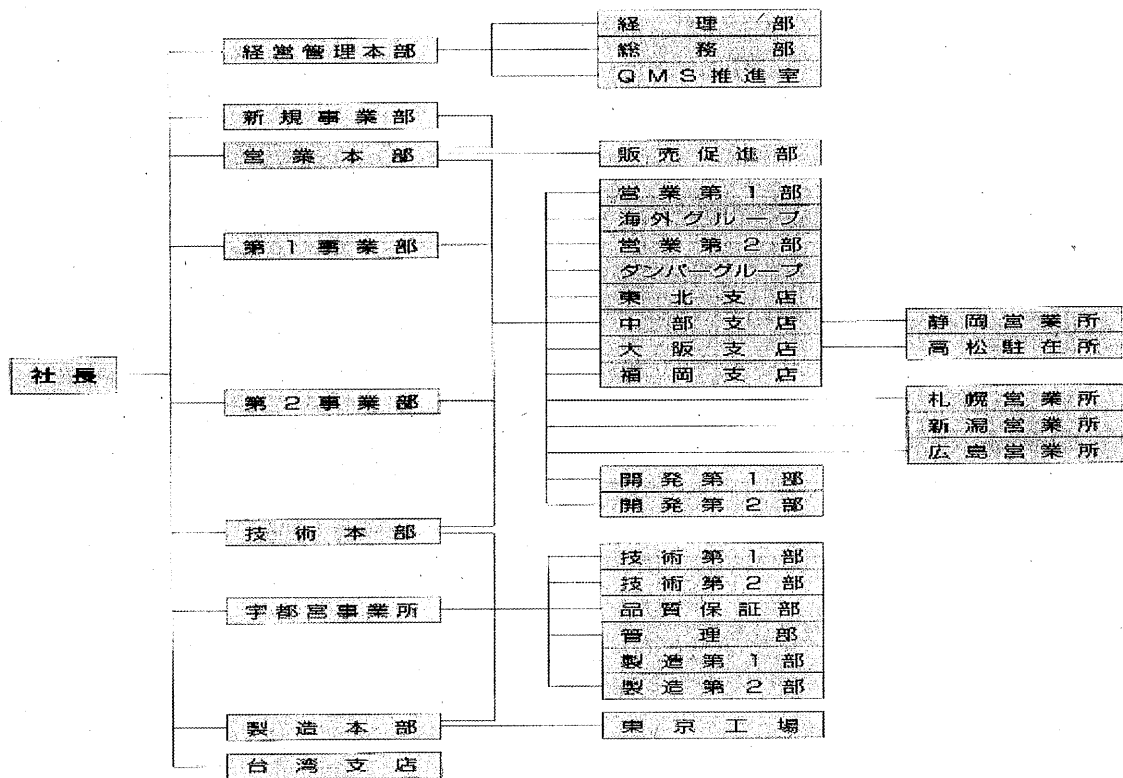 社長
経営管理本部
新規事業部
営業本部
第1事業部
第2事業部
技術本部
宇都宮事業所
製造本部
台湾支店
経理部
総務部
QMS推進室
販売促進部
営業第1部
海外グループ
営業第2部
ダンパーグループ
東北支店
中部支店
大阪支店
福岡支店
開発第1部
開発第2部
技術第1部
技術第2部
品質保証部
管理部
製造第1部
製造第2部
東京工場
静岡営業所
高松駐在所
札幌営業所
新潟営業所
広島営業所